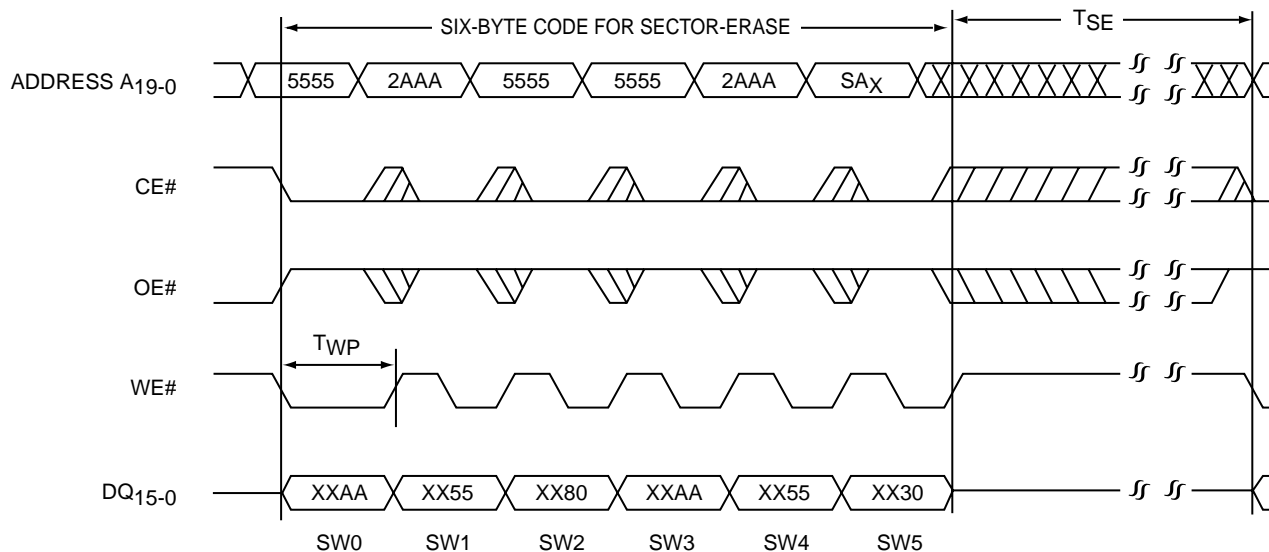 SIX-BYTE CODE FOR SECTOR-ERASE TSE
ADDRESS A19-0 5555 2AAA 5555 5555 2AAA SAX
CE#
OE#
TWP
WE#
DQ15-0 XXAA XX55 XX80 XXAA XX55 XX30
SW0 SW1 SW2 SW3 SW4 SW5